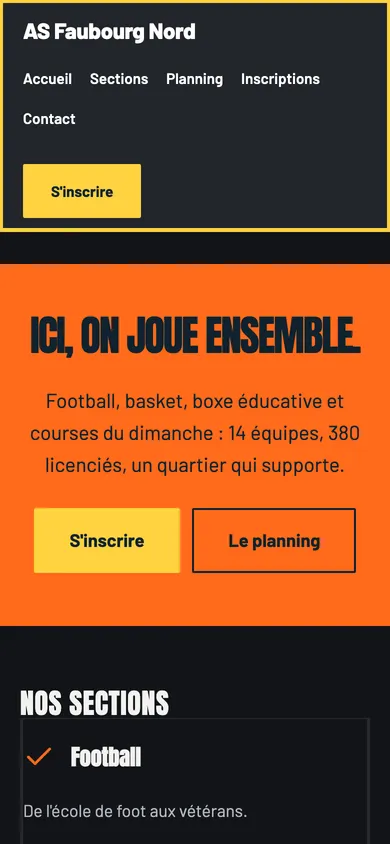 AS Faubourg Nord
Accueil Sections Planning Inscriptions
Contact
S'inscrire
ICI, ON JOUE ENSEMBLE.
Football, basket, boxe éducative et
courses du dimanche : 14 équipes, 380
licenciés, un quartier qui supporte.
S'inscrire Le planning
NOS SECTIONS
Football
De l'école de foot aux vétérans.